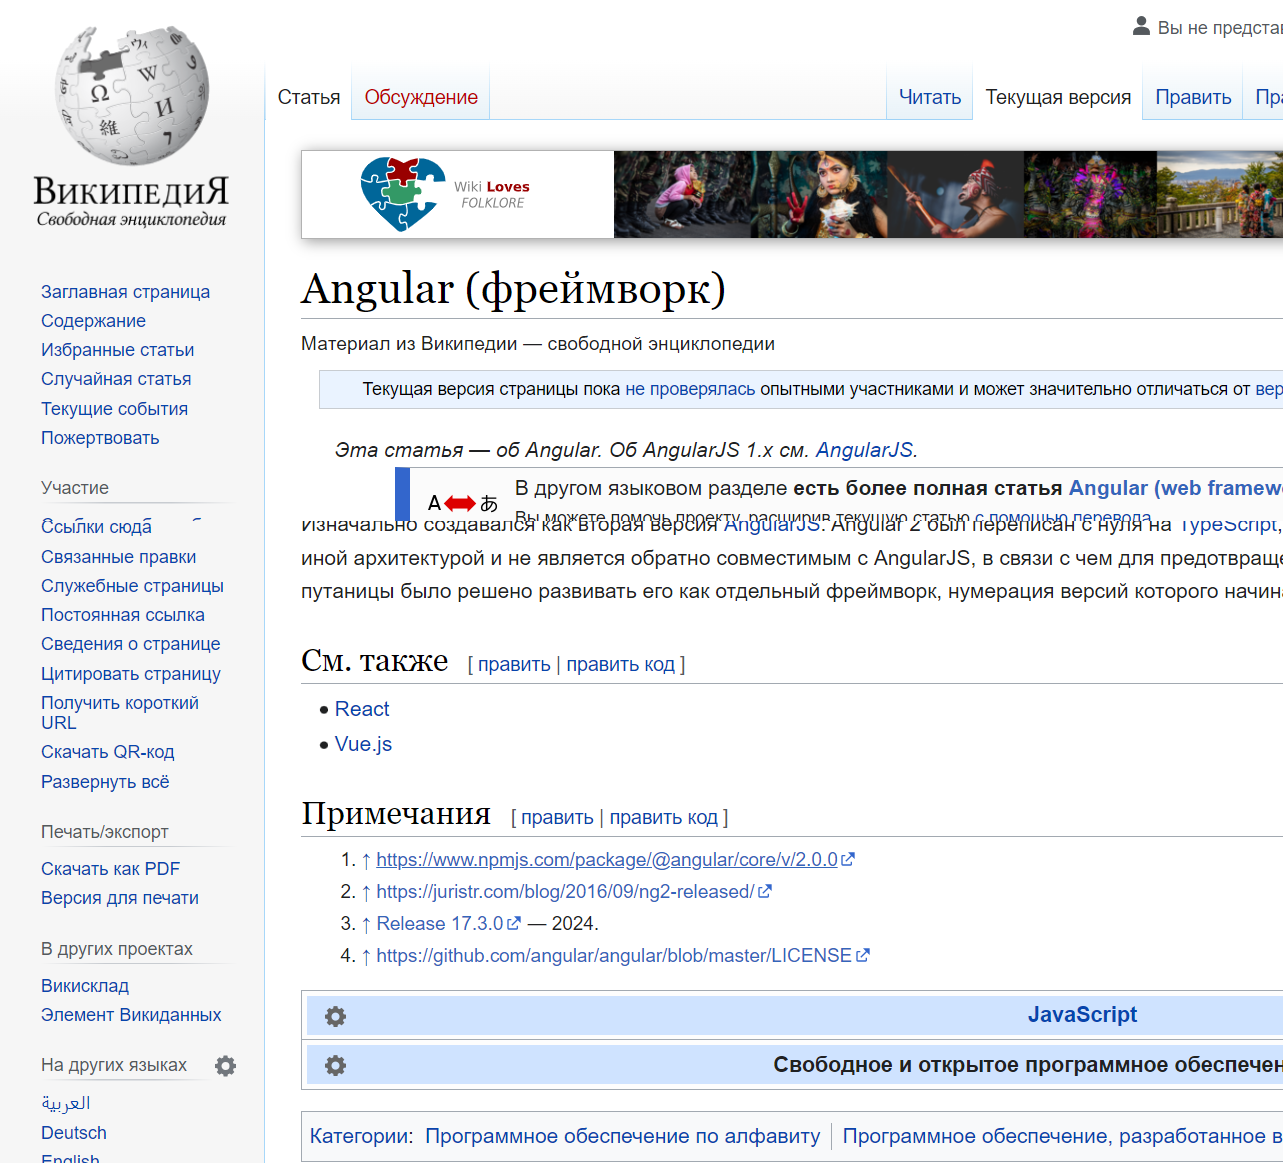 Вы не представ
Статья
Обсуждение
Читать
Текущая версия
Править
Пра
ВикипедиЯ
Свободная энциклопедия
Wiki Loves
FOLKLORE
Angular (фреймворк)
Материал из Википедии — свободной энциклопедии
Текущая версия страницы пока не проверялась опытными участниками и может значительно отличаться от вер
Эта статья — об Angular. Об AngularJS 1.x см. AngularJS.
A あ
В другом языковом разделе есть более полная статья Angular (web framewo
Вы можете помочь проекту, расширив текущую статью с помощью перевода
Изначально создавался как вторая версия AngularJS. Angular 2 был переписан с нуля на TypeScript,
иной архитектурой и не является обратно совместимым с AngularJS, в связи с чем для предотвраще
путаницы было решено развивать его как отдельный фреймворк, нумерация версий которого начина
См. также [ править | править код ]
React
Vue.js
Примечания [ править | править код ]
1. ↑ https://www.npmjs.com/package/@angular/core/v/2.0.0
2. ↑ https://juristr.com/blog/2016/09/ng2-released/
3. ↑ Release 17.3.0 — 2024.
4. ↑ https://github.com/angular/angular/blob/master/LICENSE
JavaScript
Свободное и открытое программное обеспечен
Категории: Программное обеспечение по алфавиту | Программное обеспечение, разработанное в
Заглавная страница
Содержание
Избранные статьи
Случайная статья
Текущие события
Пожертвовать
Участие
Ссылки сюда
Связанные правки
Служебные страницы
Постоянная ссылка
Сведения о странице
Цитировать страницу
Получить короткий
URL
Скачать QR-код
Развернуть всё
Печать/экспорт
Скачать как PDF
Версия для печати
В других проектах
Викисклад
Элемент Викиданных
На других языках
العربية
Deutsch
English